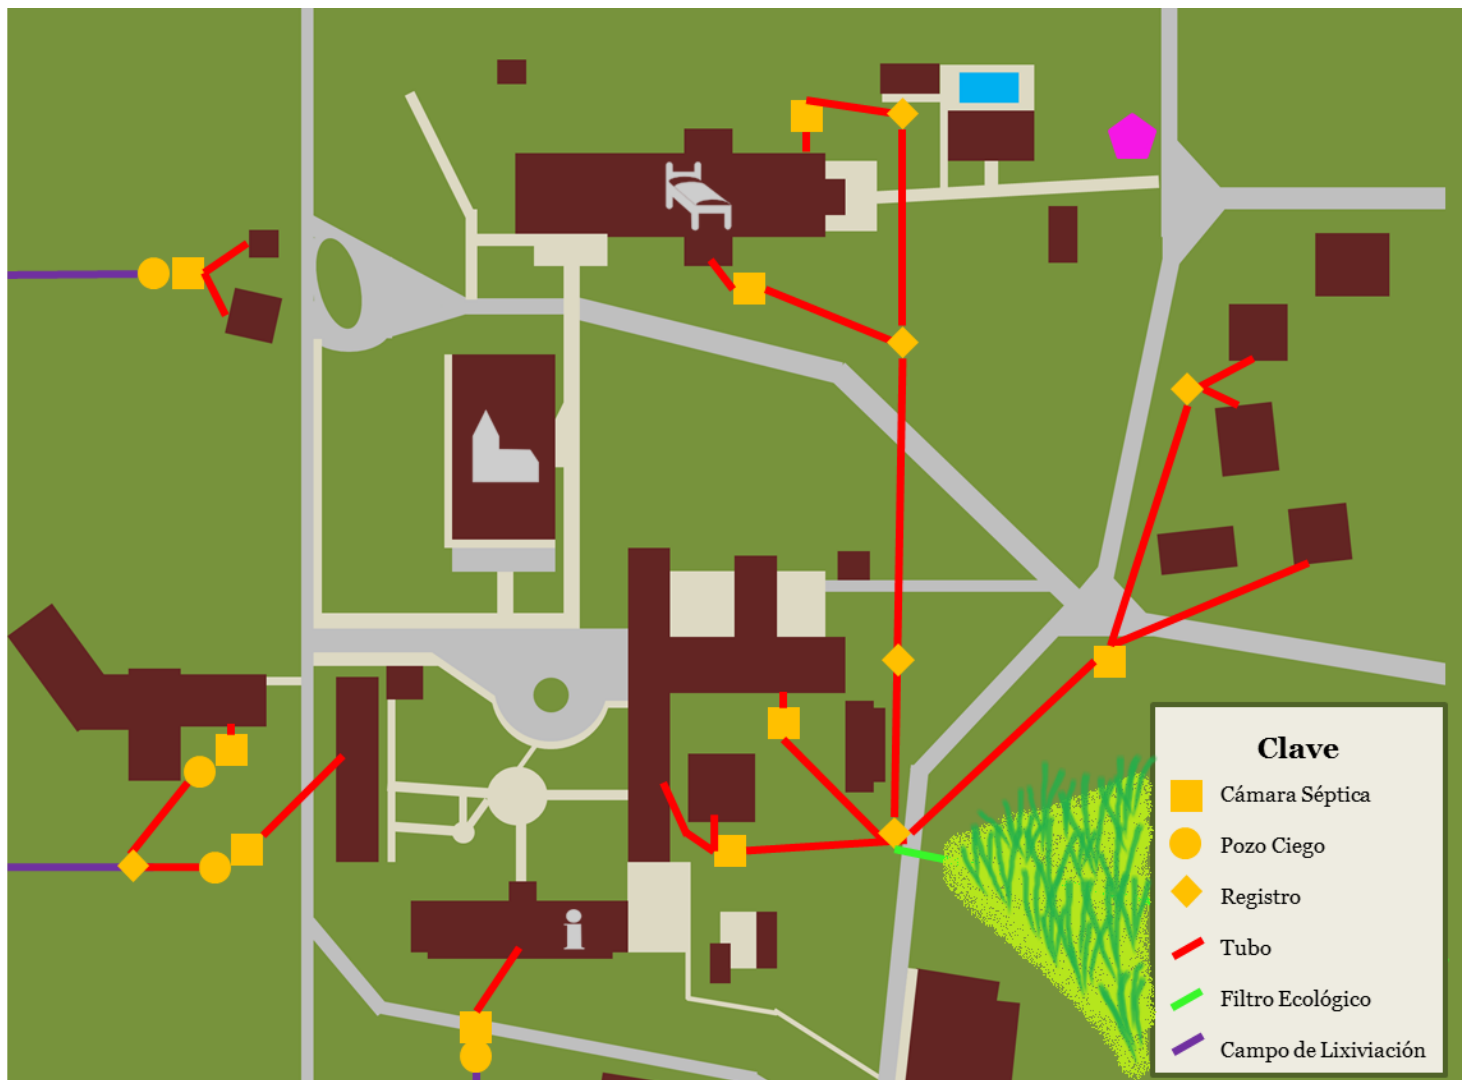 Clave
Cámara Séptica
Pozo Ciego
Registro
Tubo
Filtro Ecológico
Campo de Lixiviación